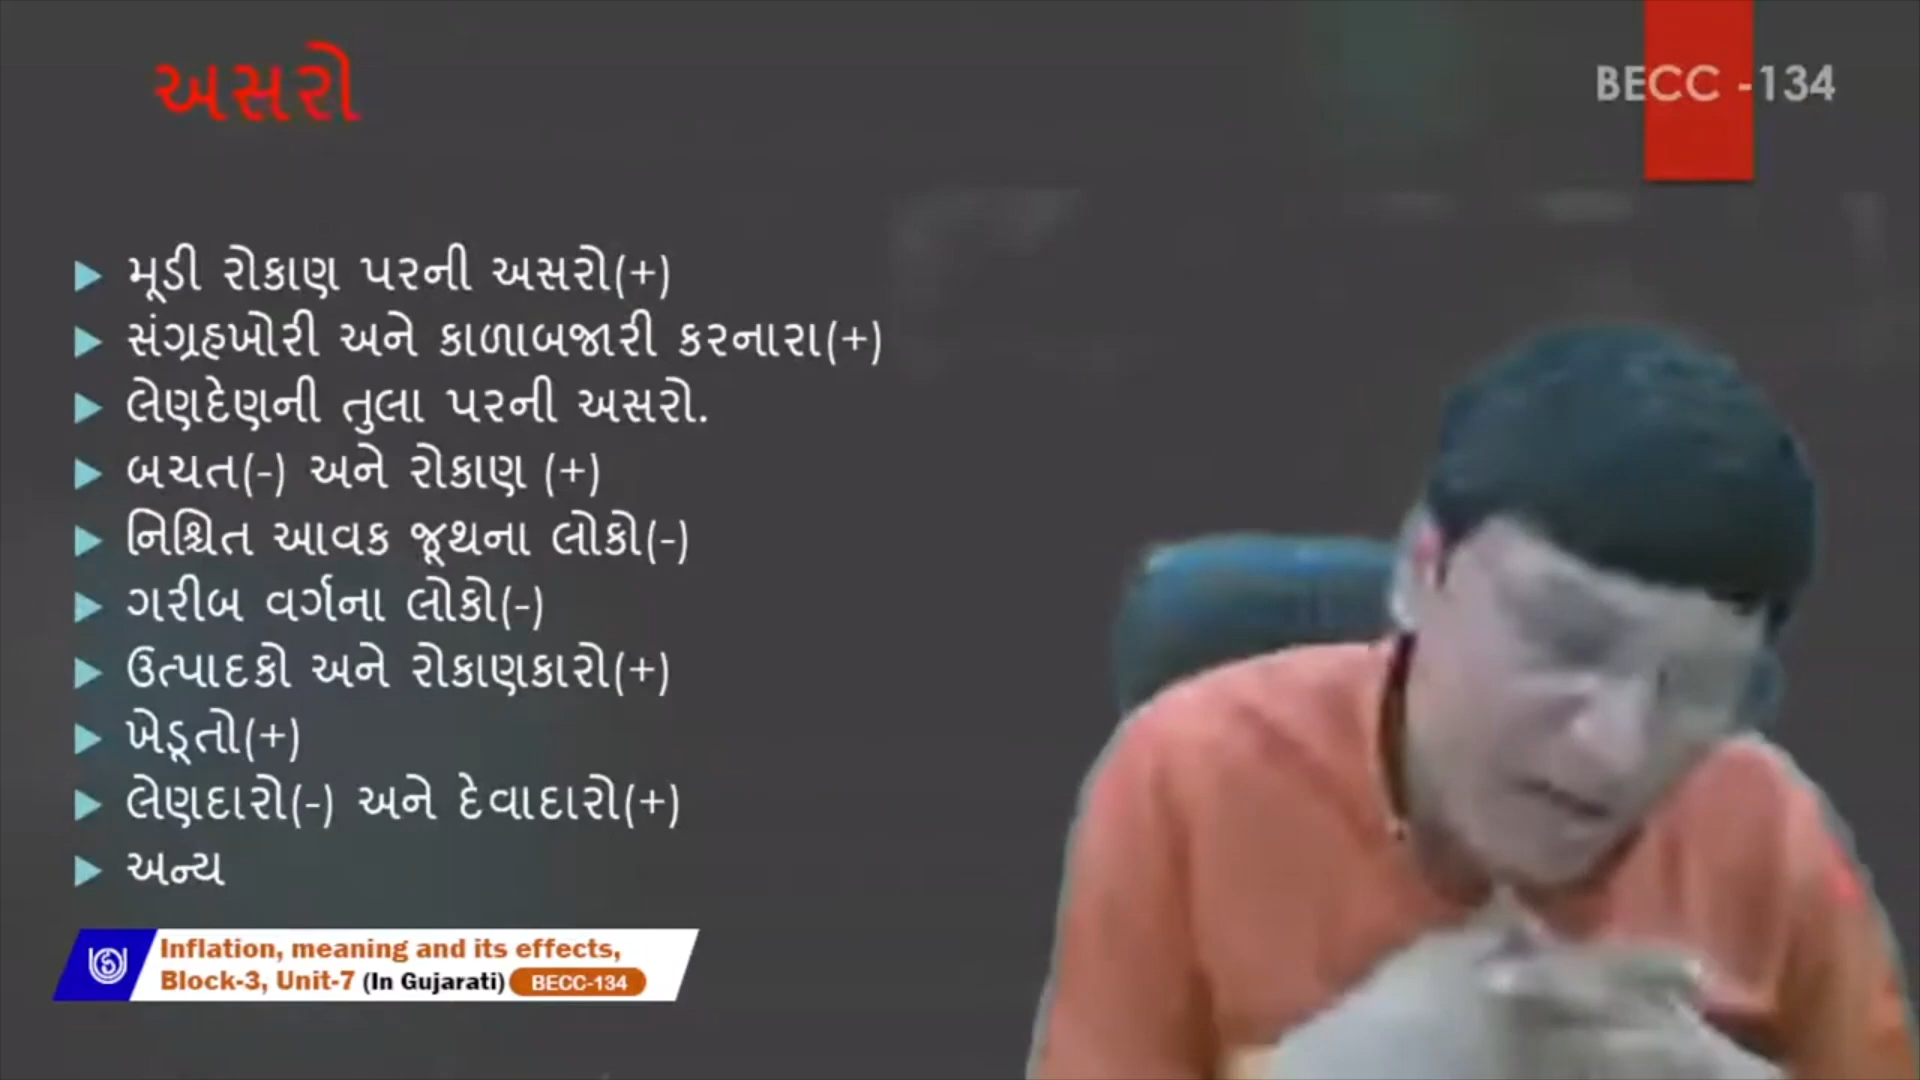 અસરો
BECC -134
મૂડી રોકાણ પરની અસરો(+)
સંગ્રહખોરી અને કાળાબજારી કરનારા(+)
લેણદેણની તુલા પરની અસરો.
બચત(-) અને રોકાણ (+)
નિશ્ચિત આવક જૂથના લોકો(-)
ગરીબ વર્ગના લોકો(-)
ઉત્પાદકો અને રોકાણકારો(+)
ખેડૂતો(+)
લેણદારો(-) અને દેવાદારો(+)
અન્ય
Inflation, meaning and its effects,
Block-3, Unit-7 (In Gujarati) BECC-134